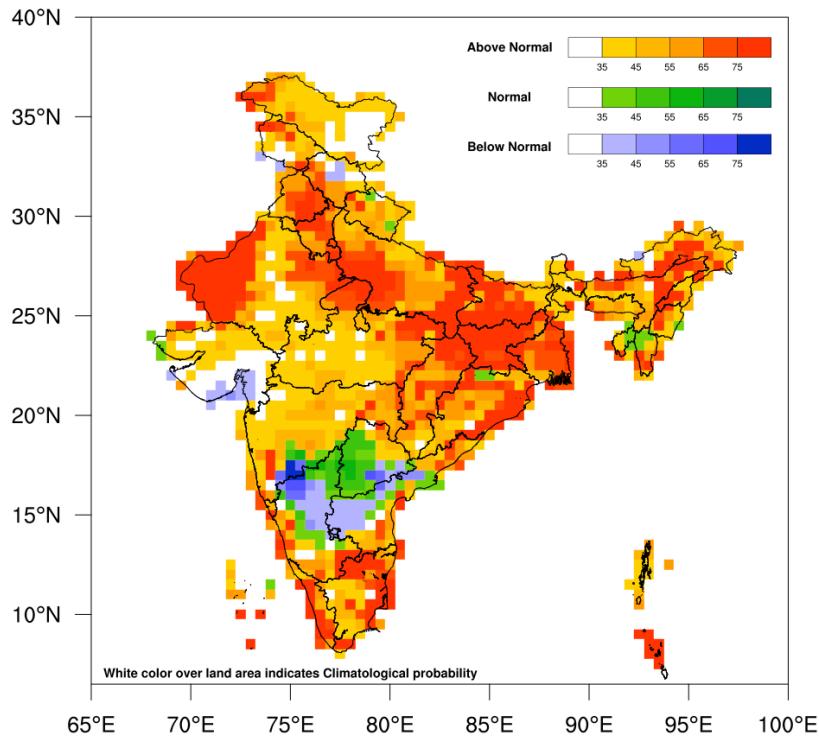 40°N
35°N
30°N
25°N
20°N
15°N
10°N
Above Normal
35 45 55 65 75
Normal
35 45 55 65 75
Below Normal
35 45 55 65 75
White color over land area indicates Climatological probability
65°E 70°E 75°E 80°E 85°E 90°E 95°E 100°E